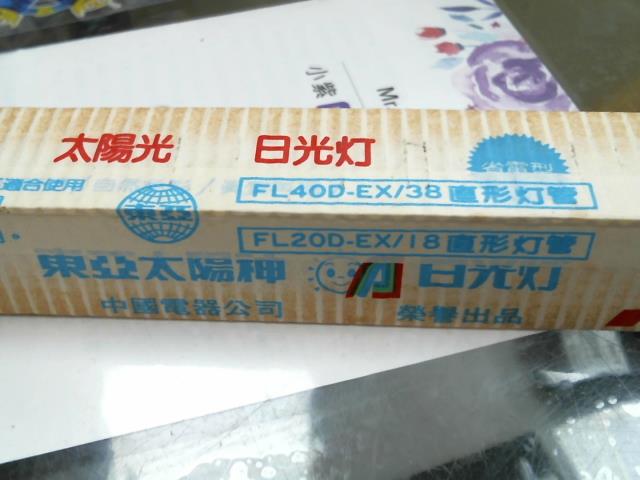 小紫
Mr
太陽光 日光灯
省電型
適合使用
東亞
FL40D-EX/38 直形灯管
FL20D-EX/18 直形灯管
東亞太陽神 日光灯
中國電器公司 榮譽出品